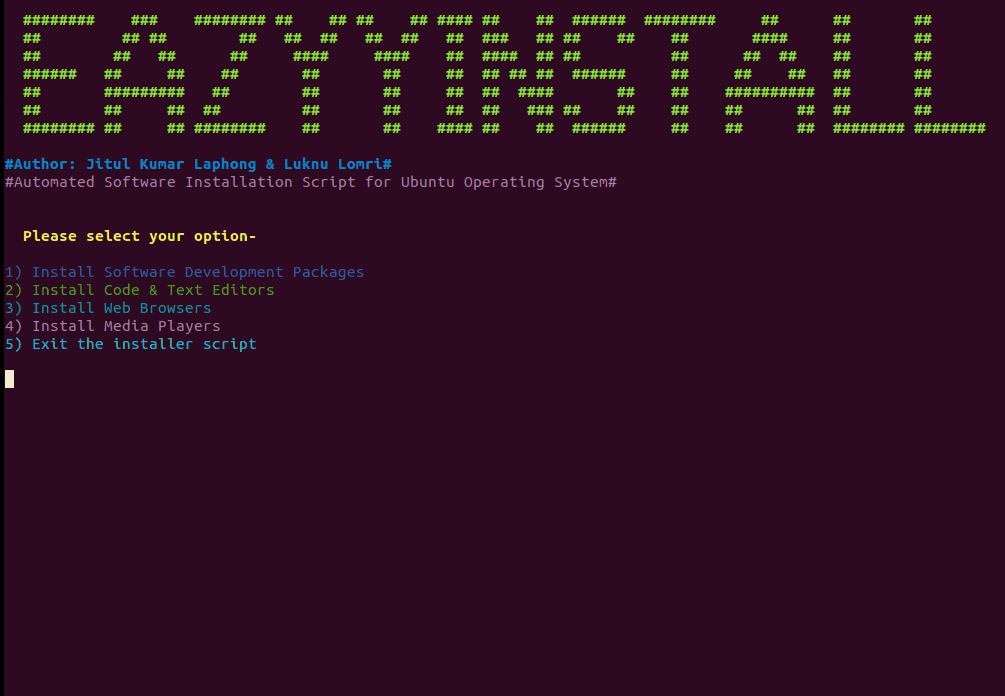 EAZYYINSTALL
#Author: Jitul Kumar Laphong & Luknu Lomri#
#Automated Software Installation Script for Ubuntu Operating System#
Please select your option-
1) Install Software Development Packages
2) Install Code & Text Editors
3) Install Web Browsers
4) Install Media Players
5) Exit the installer script